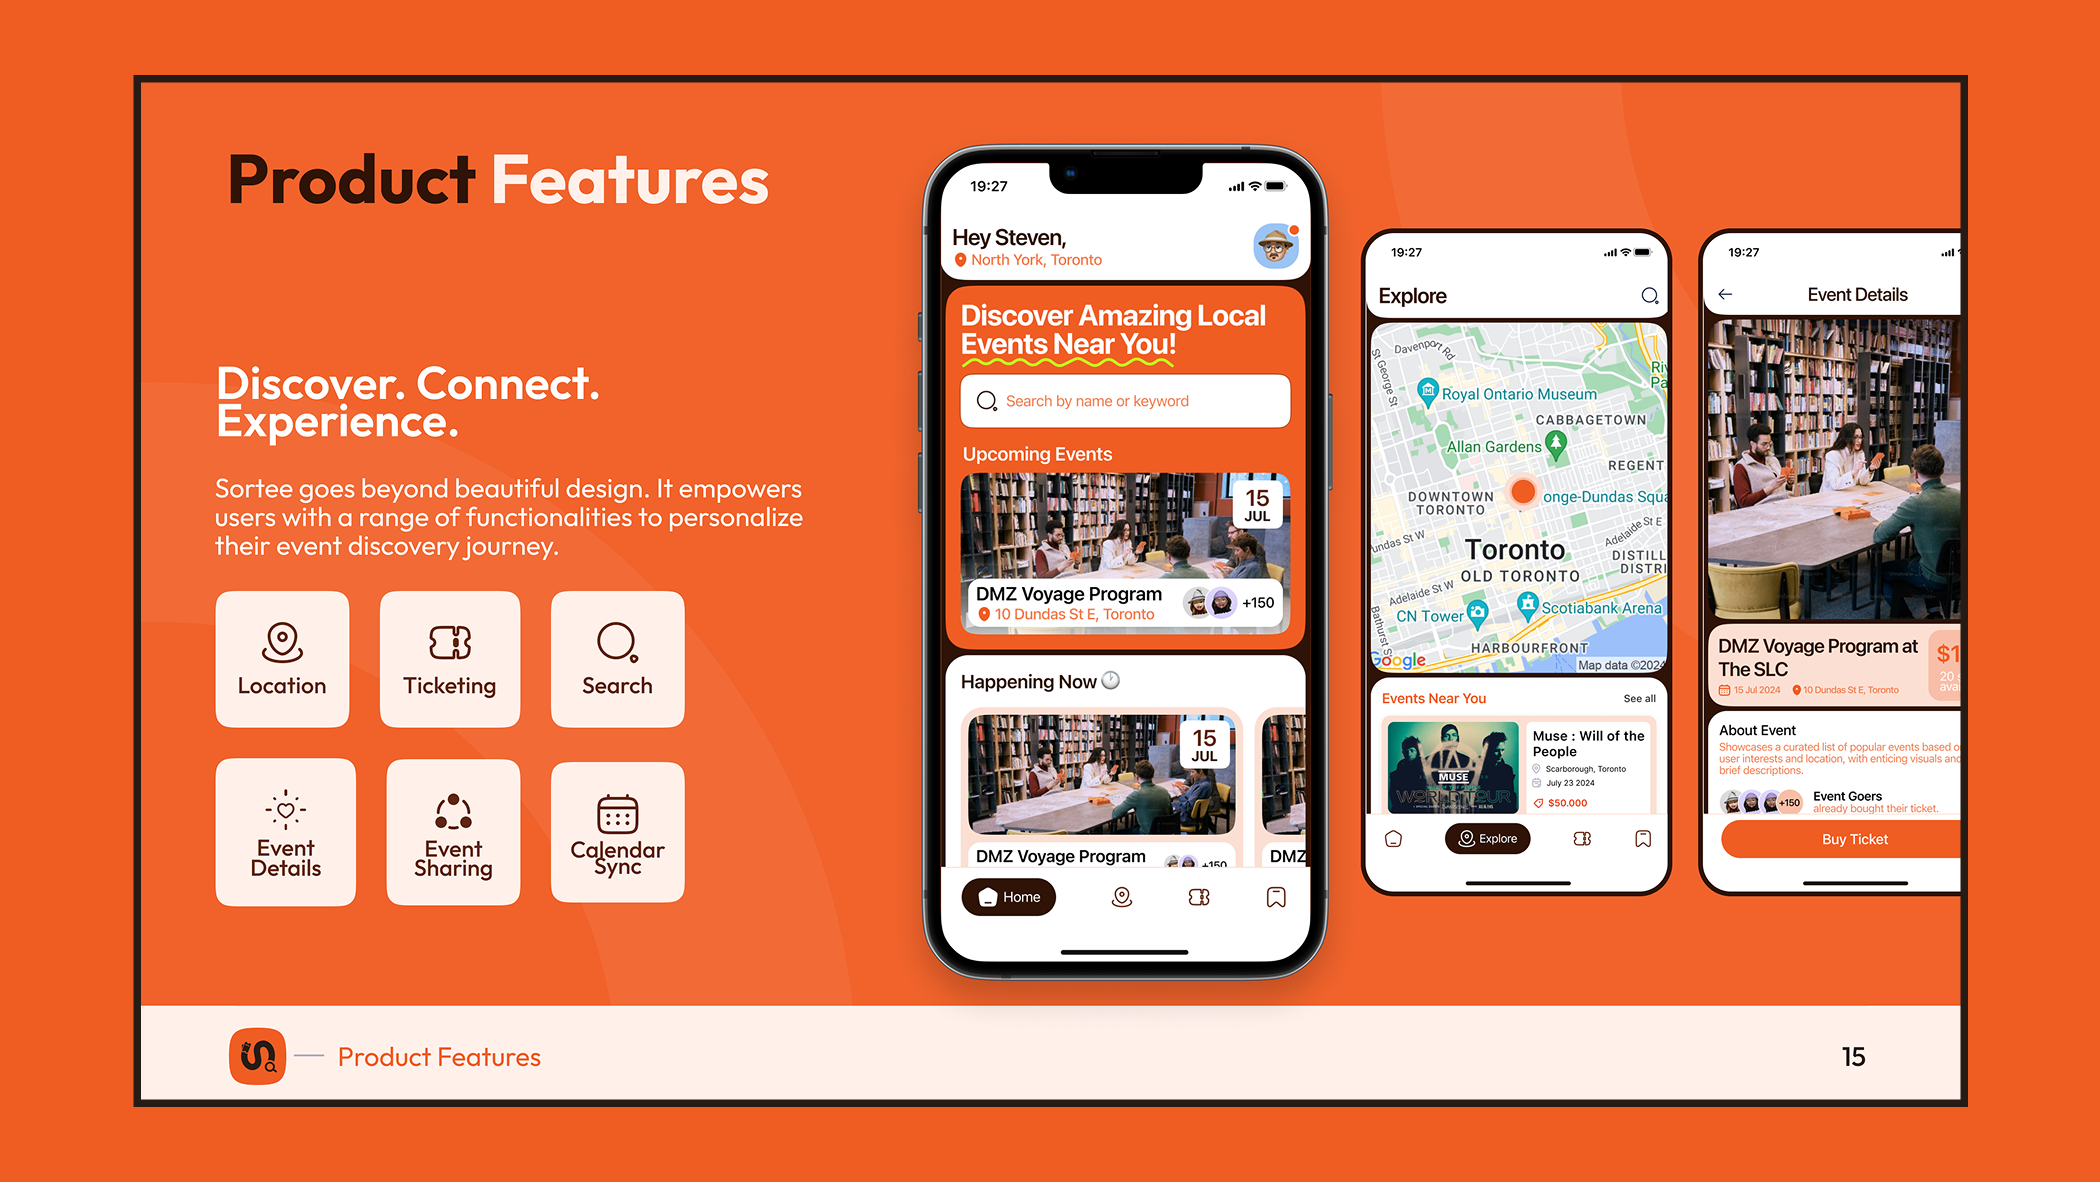 Product Features
Discover. Connect.
Experience.
Sortee goes beyond beautiful design. It empowers
users with a range of functionalities to personalize
their event discovery journey.
Location
Ticketing
Search
Event
Details
Event
Sharing
Calendar
Sync
19:27
Hey Steven,
North York, Toronto
Discover Amazing Local
Events Near You!
Search by name or keyword
Upcoming Events
15
JUL
DMZ Voyage Program
10 Dundas St E, Toronto
+150
Happening Now
15
JUL
DMZ Voyage Program
+150
DMZ
Home
19:27
Explore
Davenport Rd
St George St
Royal Ontario Museum
CABBAGETOWN
Allan Gardens
REGENT
DOWNTOWN
TORONTO
onge-Dundas Squa
Adelaide St E
undas St W
Toronto
OLD TORONTO
DISTILL
DISTRI
Adelaide St W
Bathurst S
CN Tower
Scotiabank Arena
HARBOURFRONT
Google
Map data ©2024
Events Near You
See all
MUSE
WORLD TOUR
Muse : Will of the
People
Scarborough, Toronto
July 23 2024
$50.000
Explore
19:27
Event Details
DMZ Voyage Program at
The SLC
15 Jul 2024
10 Dundas St E, Toronto
$1
20 s
avai
About Event
Showcases a curated list of popular events based o
user interests and location, with enticing visuals and
brief descriptions.
+150
Event Goers
already bought their ticket.
Buy Ticket
Product Features
15